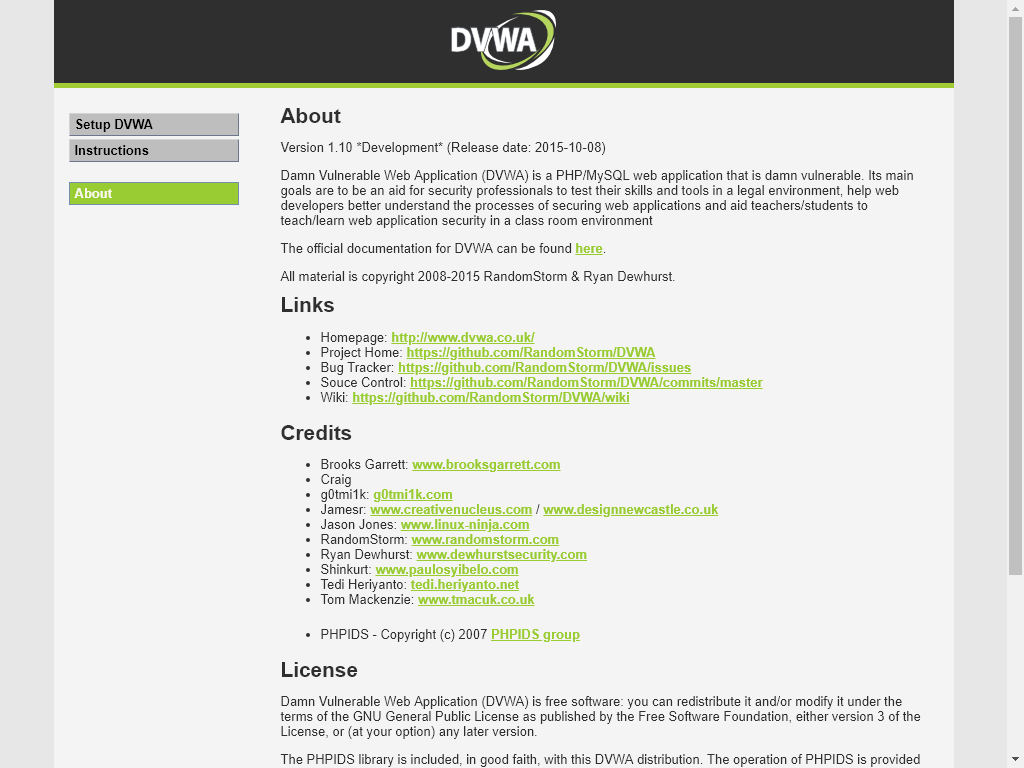 DVWA
Setup DVWA
Instructions
About
About
Version 1.10 *Development* (Release date: 2015-10-08)
Damn Vulnerable Web Application (DVWA) is a PHP/MySQL web application that is damn vulnerable. Its main
goals are to be an aid for security professionals to test their skills and tools in a legal environment, help web
developers better understand the processes of securing web applications and aid teachers/students to
teach/learn web application security in a class room environment
The official documentation for DVWA can be found here.
All material is copyright 2008-2015 RandomStorm & Ryan Dewhurst.
Links
• Homepage: http://www.dvwa.co.uk/
• Project Home: https://github.com/RandomStorm/DVWA
• Bug Tracker: https://github.com/RandomStorm/DVWA/issues
• Souce Control: https://github.com/RandomStorm/DVWA/commits/master
• Wiki: https://github.com/RandomStorm/DVWA/wiki
Credits
• Brooks Garrett: www.brooksgarrett.com
• Craig
• g0tmi1k: g0tmi1k.com
• Jamesr: www.creativenucleus.com / www.designnewcastle.co.uk
• Jason Jones: www.linux-ninja.com
• RandomStorm: www.randomstorm.com
• Ryan Dewhurst: www.dewhurstsecurity.com
• Shinkurt: www.paulosyibelo.com
• Tedi Heriyanto: tedi.heriyanto.net
• Tom Mackenzie: www.tmacuk.co.uk
• PHPIDS - Copyright (c) 2007 PHPIDS group
License
Damn Vulnerable Web Application (DVWA) is free software: you can redistribute it and/or modify it under the
terms of the GNU General Public License as published by the Free Software Foundation, either version 3 of the
License, or (at your option) any later version.
The PHPIDS library is included, in good faith, with this DVWA distribution. The operation of PHPIDS is provided